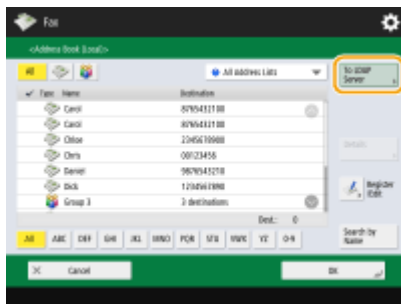 Fax
<Address Book (Local)>
All
All Address Lists
To LDAP
Server
Type Name Destination
Carol 8765432100
Carol 8765432100
Chloe 2345678900
Chris 00123456
Daniel 9876543210
Dick 1234567890
Group 3 2 destinations
Details
Register/
Edit
Dest.: 0
All ABC DEF GHI JKL MNO PQR STU VWX YZ 0-9
Search by
Name
Cancel
OK